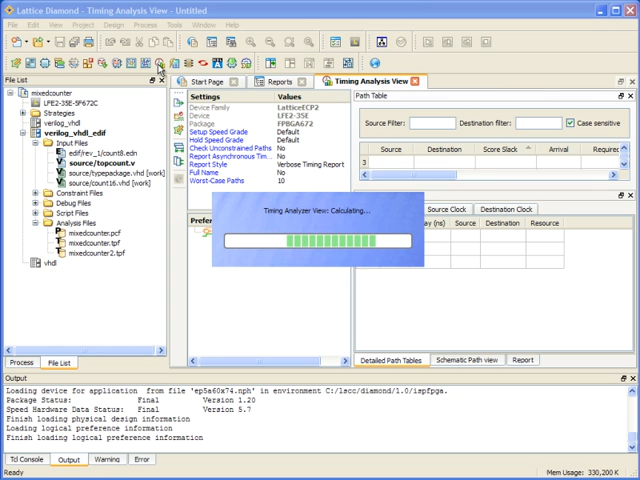 Lattice Diamond - Timing Analysis View - Untitled
File Edit View Project Design Process Tools Window Help
File List
Start Page
Reports
Timing Analysis View
mixedcounter
LFE2-35E-5F672C
Strategies
verilog_vhdl
verilog_vhdl_edif
Input Files
edif/rev_1/count8.edn
source/topcount.v
source/typepackage.vhd [work]
source/count16.vhd [work]
Constraint Files
Debug Files
Script Files
Analysis Files
mixedcounter.pcf
mixedcounter.tpf
mixedcounter2.tpf
vhdl
Process
File List
Settings Values
Device Family LatticeECP2
Device LFE2-35E
Package FPBGA672
Setup Speed Grade Default
Hold Speed Grade Default
Check Unconstrained Paths No
Report Asynchronous Tim... No
Report Style Verbose Timing Report
Full Name No
Worst-Case Paths 10
Prefer
Path Table
Source Filter: Destination filter: Case sensitive
Source Destination Score Slack Arrival Required
3
Timing Analyzer View: Calculating...
Source Clock Destination Clock
ay (ns) Source Destination Resource
Detailed Path Tables Schematic Path view Report
Output
Loading device for application from file 'ep5a60x74.nph' in environment C:/lscc/diamond/1.0/ispfpga.
Package Status: Final Version 1.20
Speed Hardware Data Status: Final Version 5.7
Finish loading physical design information
Loading logical preference information
Finish loading logical preference information
Tcl Console Output Warning Error
Ready Mem Usage: 330,200 K